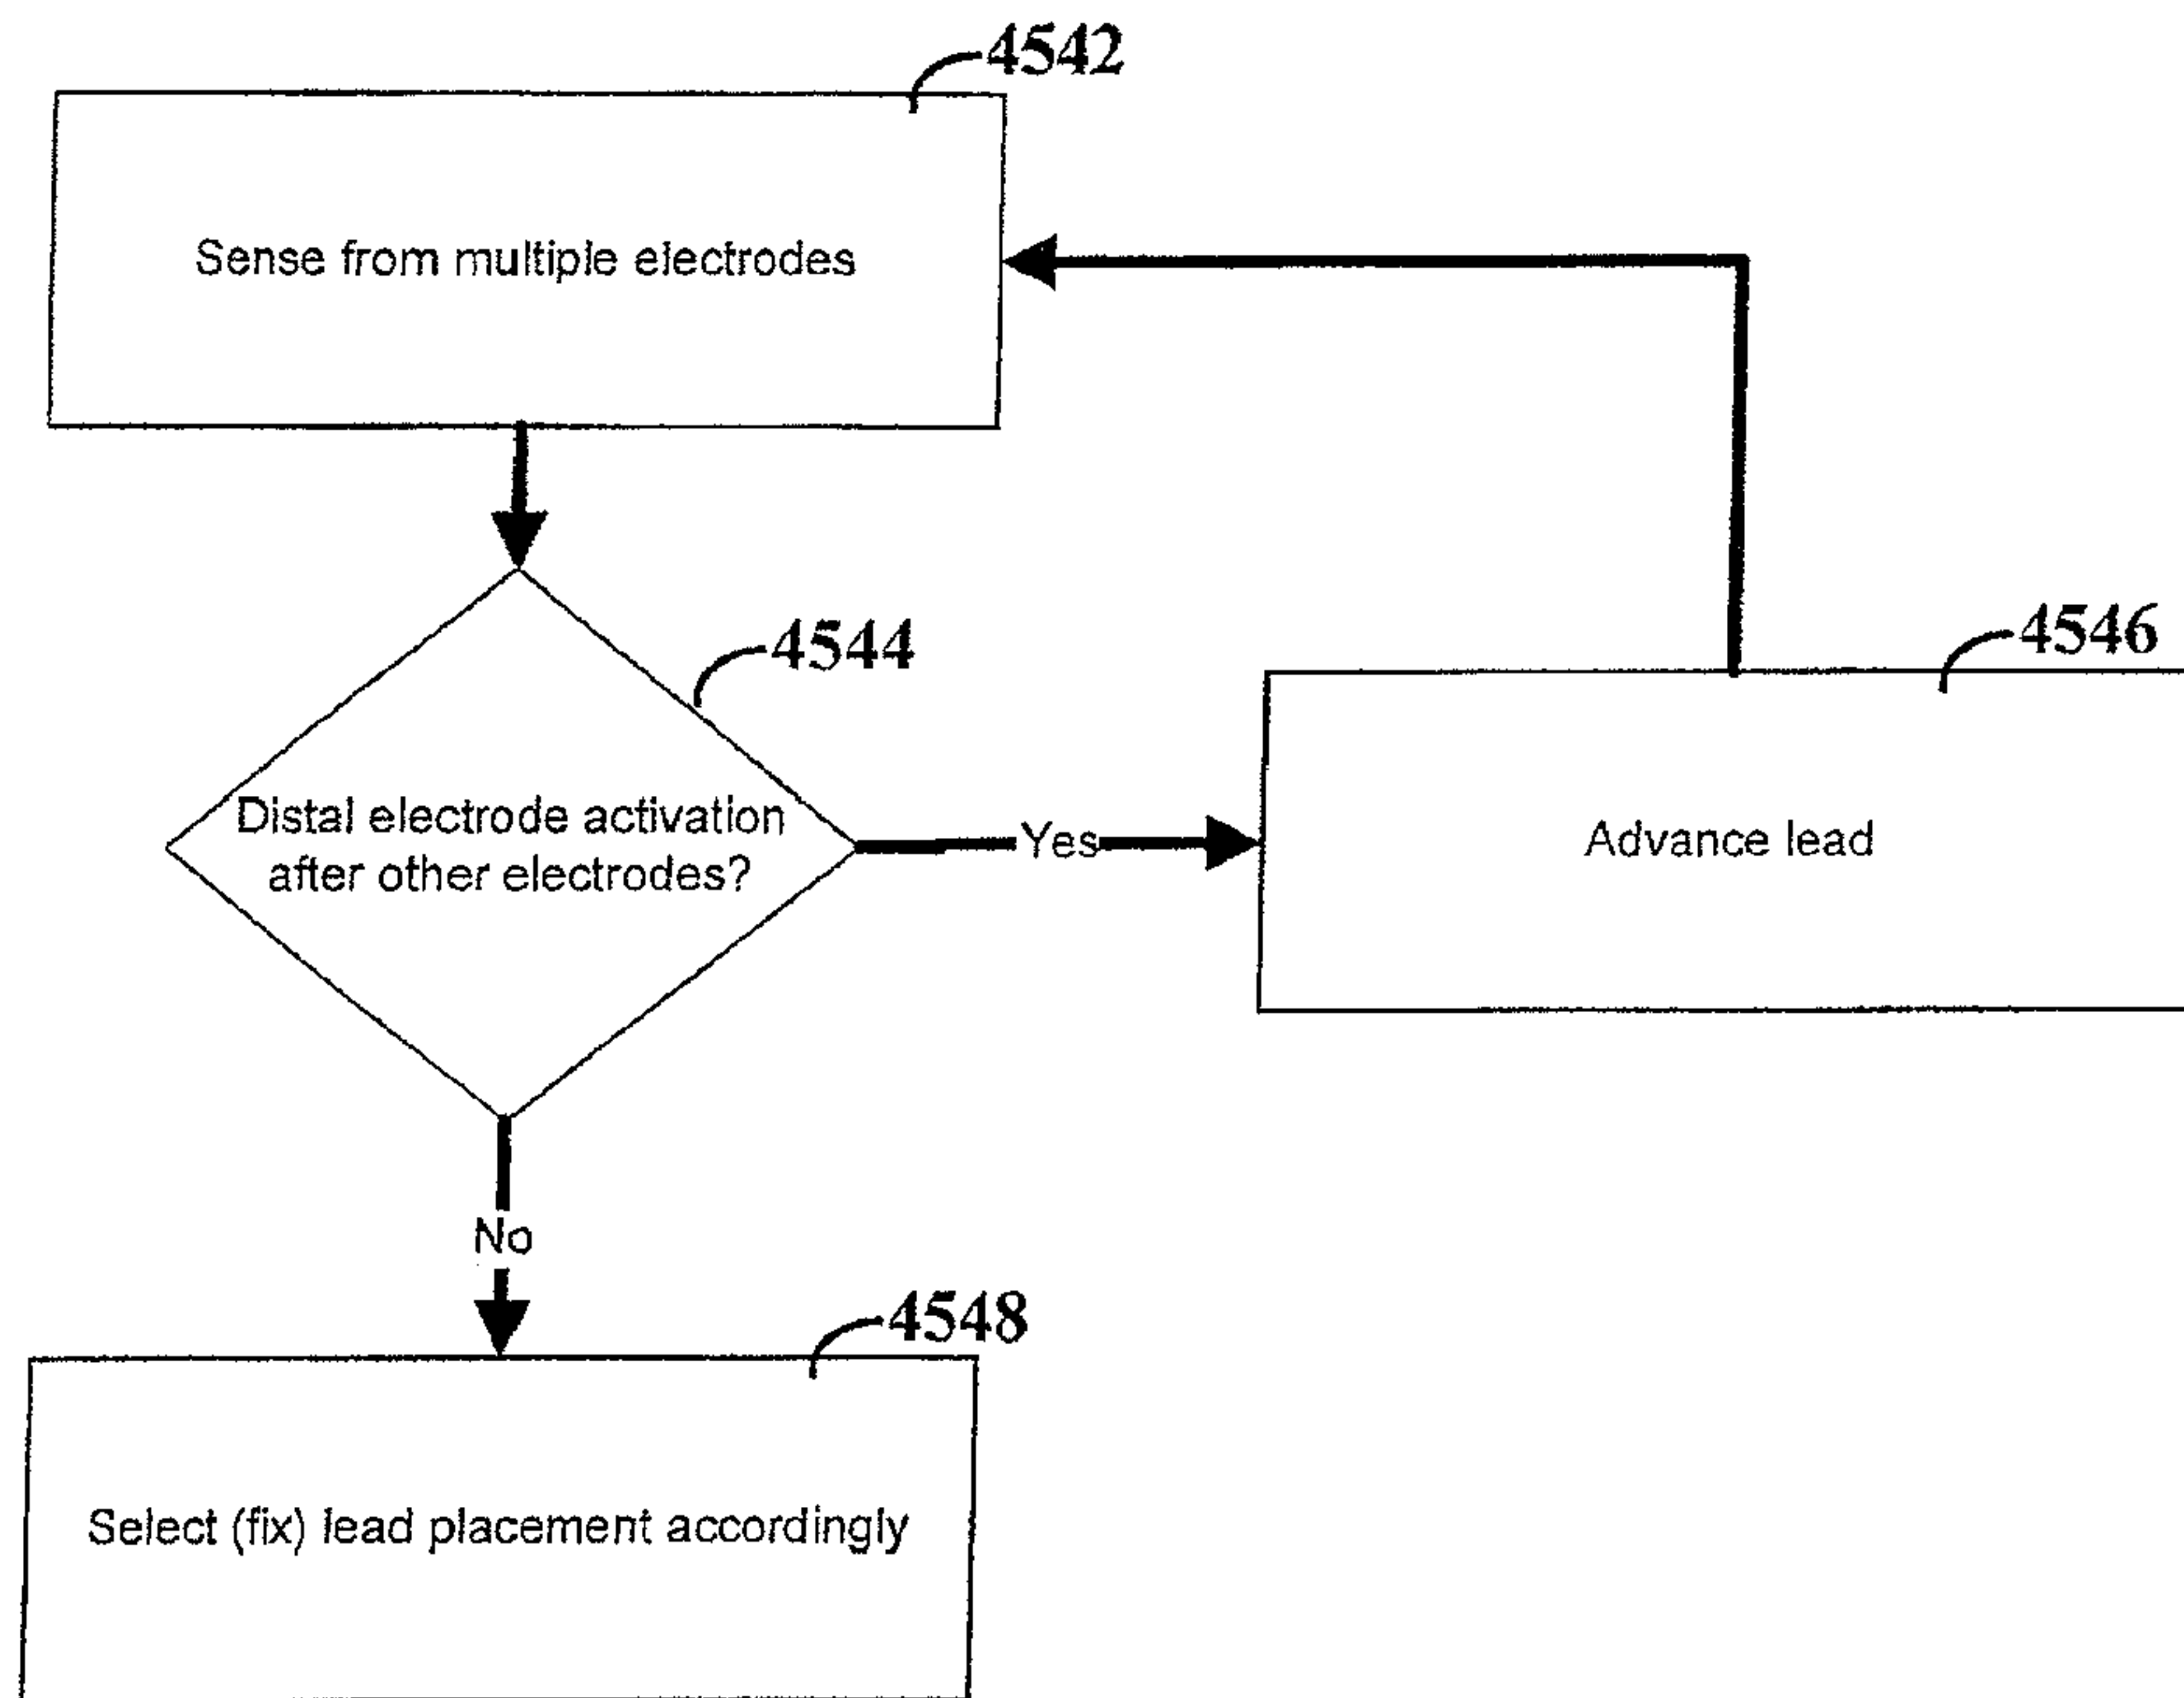 4542
Sense from multiple electrodes
4544
Distal electrode activation
after other electrodes?
Yes
4546
Advance lead
No
4548
Select (fix) lead placement accordingly